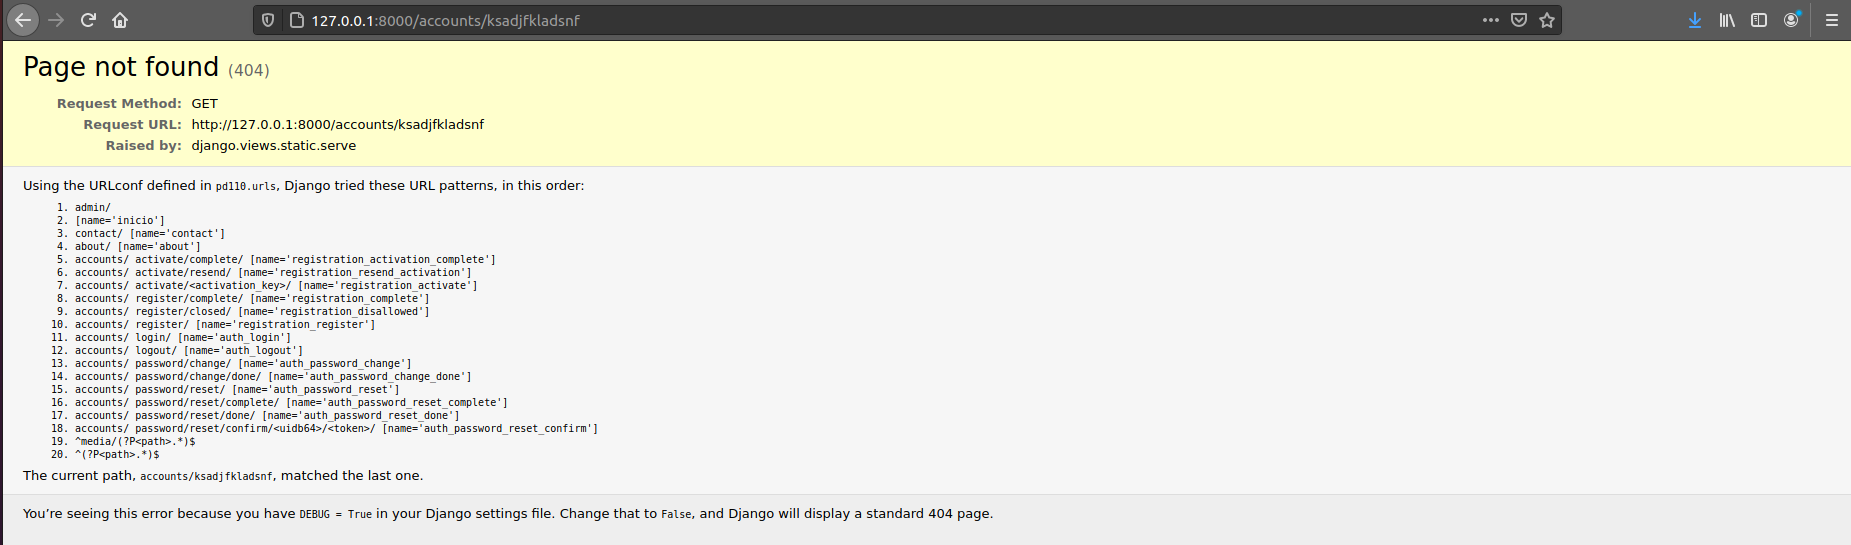 127.0.0.1:8000/accounts/ksadjfkladsnf
Page not found (404)
Request Method: GET
Request URL: http://127.0.0.1:8000/accounts/ksadjfkladsnf
Raised by: django.views.static.serve
Using the URLconf defined in pd110.urls, Django tried these URL patterns, in this order:
1. admin/
2. [name='inicio']
3. contact/ [name='contact']
4. about/ [name='about']
5. accounts/ activate/complete/ [name='registration_activation_complete']
6. accounts/ activate/resend/ [name='registration_resend_activation']
7. accounts/ activate/<activation_key>/ [name='registration_activate']
8. accounts/ register/complete/ [name='registration_complete']
9. accounts/ register/closed/ [name='registration_disallowed']
10. accounts/ register/ [name='registration_register']
11. accounts/ login/ [name='auth_login']
12. accounts/ logout/ [name='auth_logout']
13. accounts/ password/change/ [name='auth_password_change']
14. accounts/ password/change/done/ [name='auth_password_change_done']
15. accounts/ password/reset/ [name='auth_password_reset']
16. accounts/ password/reset/complete/ [name='auth_password_reset_complete']
17. accounts/ password/reset/done/ [name='auth_password_reset_done']
18. accounts/ password/reset/confirm/<uidb64>/<token>/ [name='auth_password_reset_confirm']
19. ^media/(?P<path>.*)$
20. ^(?P<path>.*)$
The current path, accounts/ksadjfkladsnf, matched the last one.
You’re seeing this error because you have DEBUG = True in your Django settings file. Change that to False, and Django will display a standard 404 page.